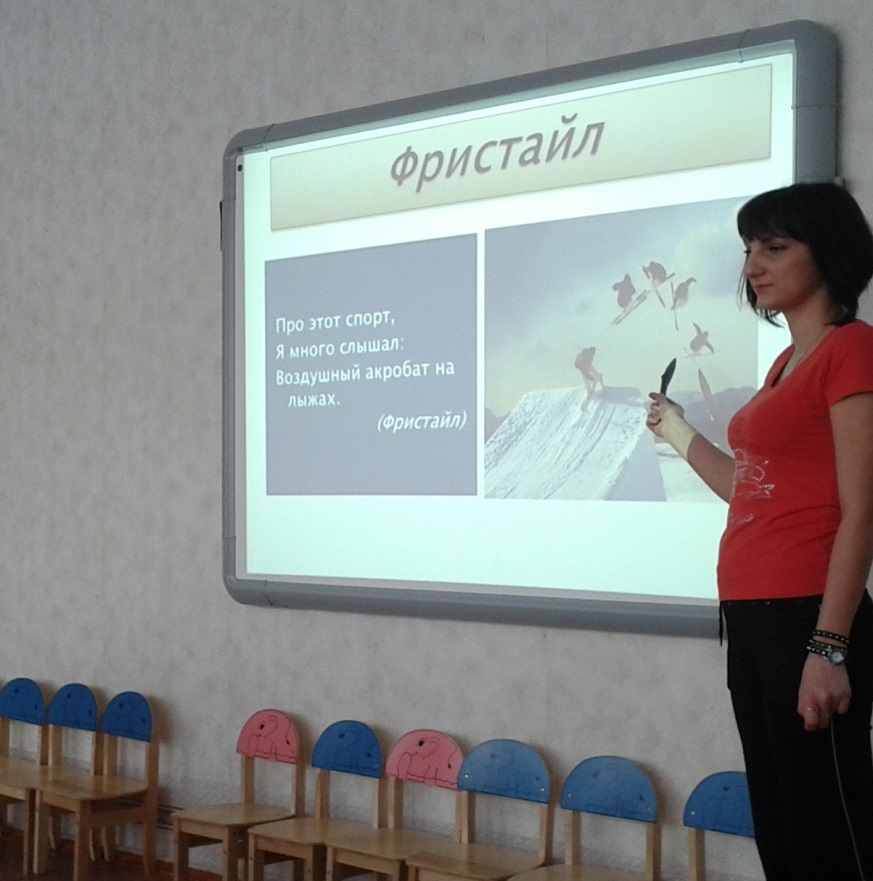 Фристайл
Про этот спорт,
Я много слышал:
Воздушный акробат на
лыжах.
(Фристайл)